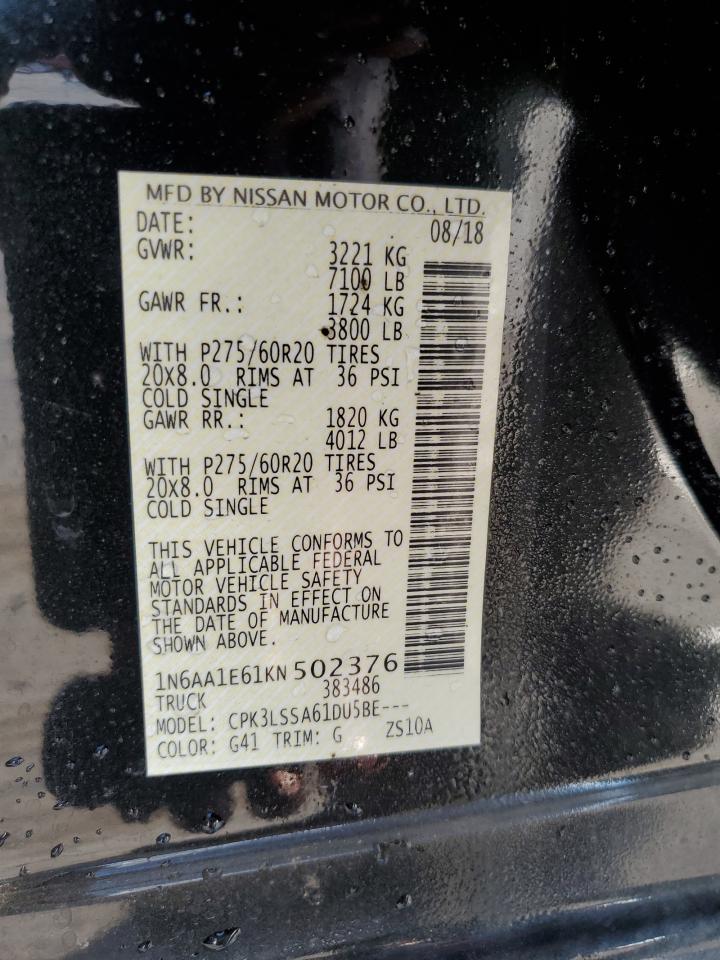 MFD BY NISSAN MOTOR CO., LTD.
DATE: 08/18
GVWR: 3221 KG
7100 LB
GAWR FR.: 1724 KG
3800 LB
WITH P275/60R20 TIRES
20X8.0 RIMS AT 36 PSI
COLD SINGLE
GAWR RR.: 1820 KG
4012 LB
WITH P275/60R20 TIRES
20X8.0 RIMS AT 36 PSI
COLD SINGLE
THIS VEHICLE CONFORMS TO
ALL APPLICABLE FEDERAL
MOTOR VEHICLE SAFETY
STANDARDS IN EFFECT ON
THE DATE OF MANUFACTURE
SHOWN ABOVE.
1N6AA1E61KN502376
TRUCK 383486
MODEL: CPK3LSSA61DU5BE---
COLOR: G41 TRIM: G ZS10A